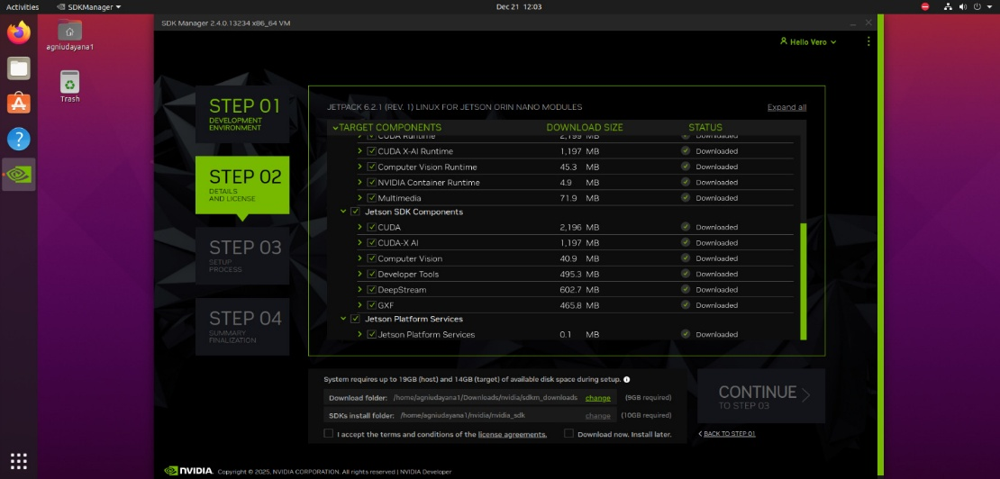 Activities SDKManager Dec 21 12:03
SDK Manager 2.4.0.13234 x86_64 VM
agniudayana1
Trash
Hello Vero
STEP 01
DEVELOPMENT
ENVIRONMENT
STEP 02
DETAILS
AND LICENSE
STEP 03
SETUP
PROCESS
STEP 04
SUMMARY
FINALIZATION
JETPACK 6.2.1 (REV. 1) LINUX FOR JETSON ORIN NANO MODULES Expand all
TARGET COMPONENTS DOWNLOAD SIZE STATUS
CUDA Runtime 2,199 MB Downloaded
CUDA X-AI Runtime 1,197 MB Downloaded
Computer Vision Runtime 45.3 MB Downloaded
NVIDIA Container Runtime 4.9 MB Downloaded
Multimedia 71.9 MB Downloaded
Jetson SDK Components
CUDA 2,196 MB Downloaded
CUDA-X AI 1,197 MB Downloaded
Computer Vision 40.9 MB Downloaded
Developer Tools 495.3 MB Downloaded
DeepStream 602.7 MB Downloaded
GXF 465.8 MB Downloaded
Jetson Platform Services
Jetson Platform Services 0.1 MB Downloaded
System requires up to 19GB (host) and 14GB (target) of available disk space during setup.
Download folder: /home/agniudayana1/Downloads/nvidia/sdkm_downloads change (9GB required)
SDKs install folder: /home/agniudayana1/nvidia/nvidia_sdk change (10GB required)
I accept the terms and conditions of the license agreements. Download now. Install later.
CONTINUE
TO STEP 03
BACK TO STEP 01
NVIDIA. Copyright © 2025, NVIDIA CORPORATION. All rights reserved | NVIDIA Developer